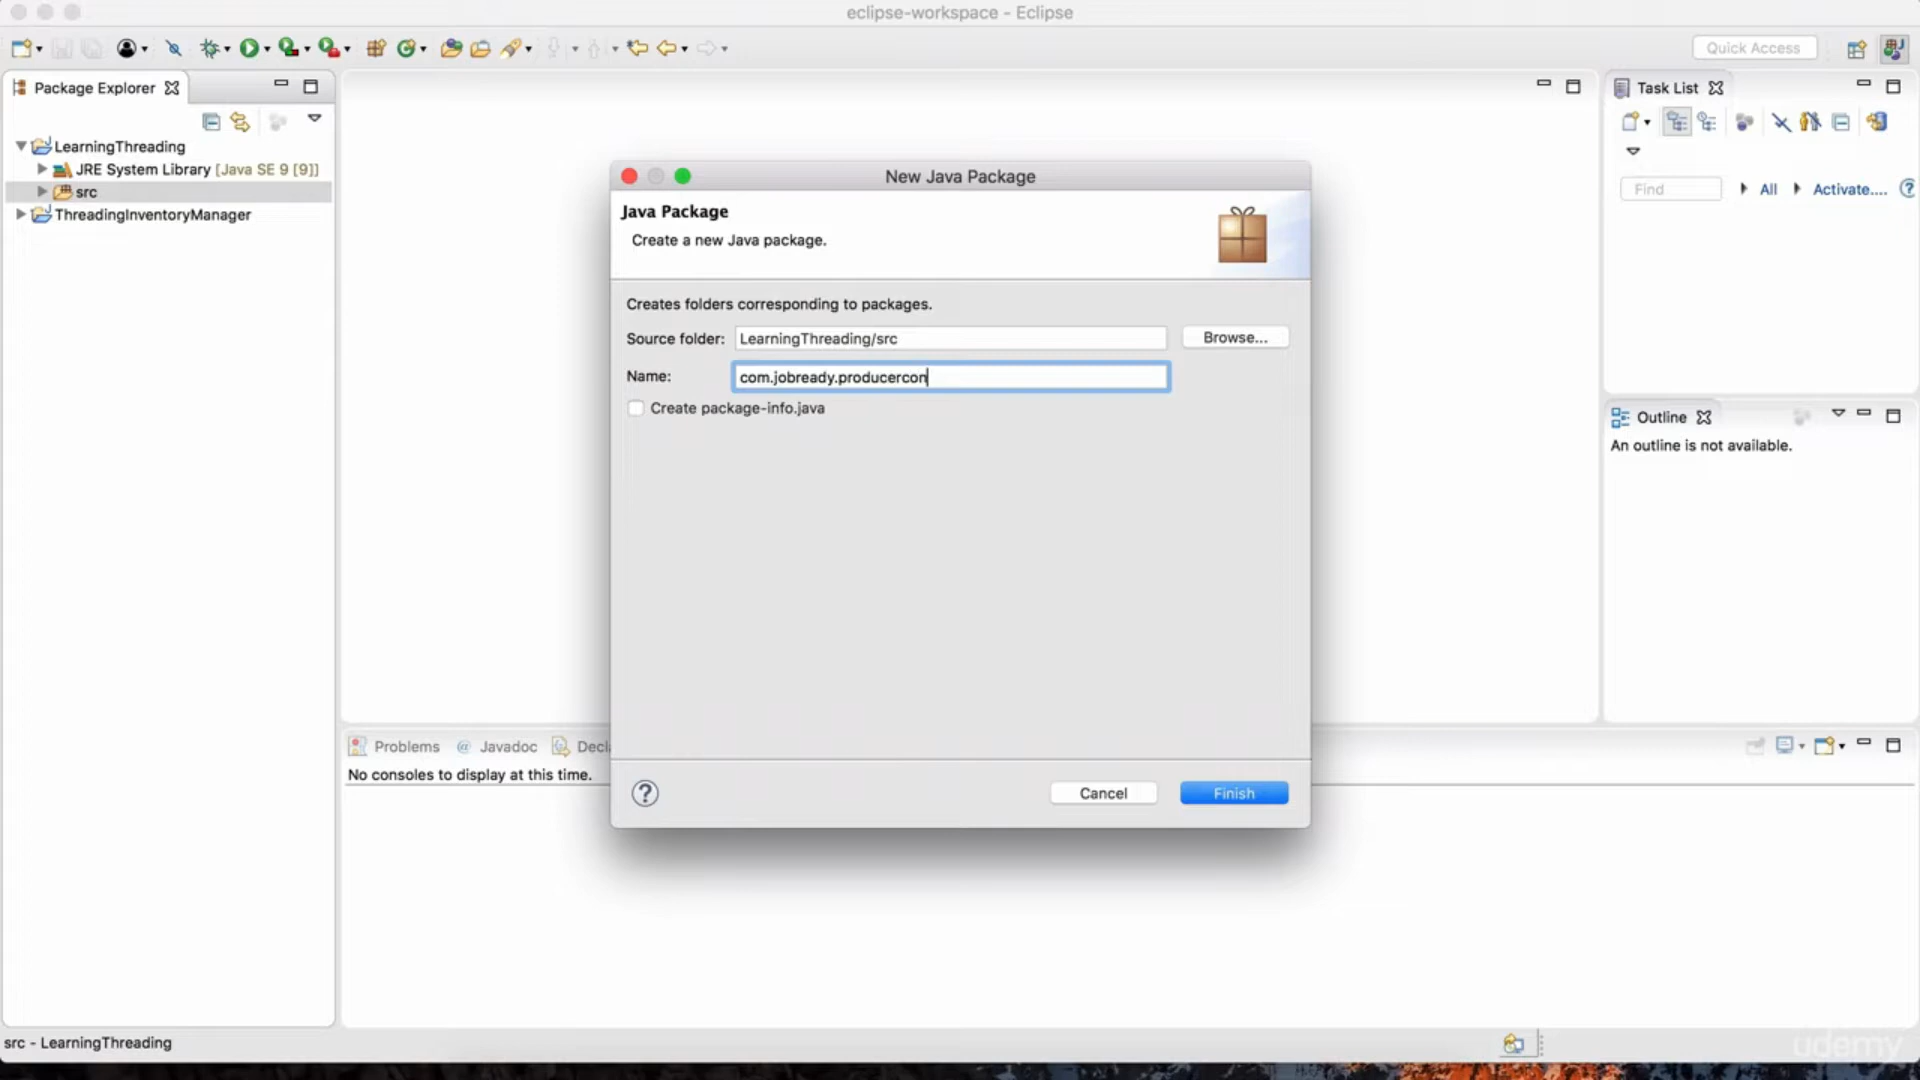 eclipse-workspace - Eclipse
Quick Access
Package Explorer
LearningThreading
JRE System Library [Java SE 9 [9]]
src
ThreadingInventoryManager
New Java Package
Java Package
Create a new Java package.
Creates folders corresponding to packages.
Source folder: LearningThreading/src Browse...
Name: com.jobready.producercon
Create package-info.java
? Cancel Finish
Task List
Find All Activate.... ?
Outline
An outline is not available.
Problems @ Javadoc Decl
No consoles to display at this time.
src - LearningThreading
udemy